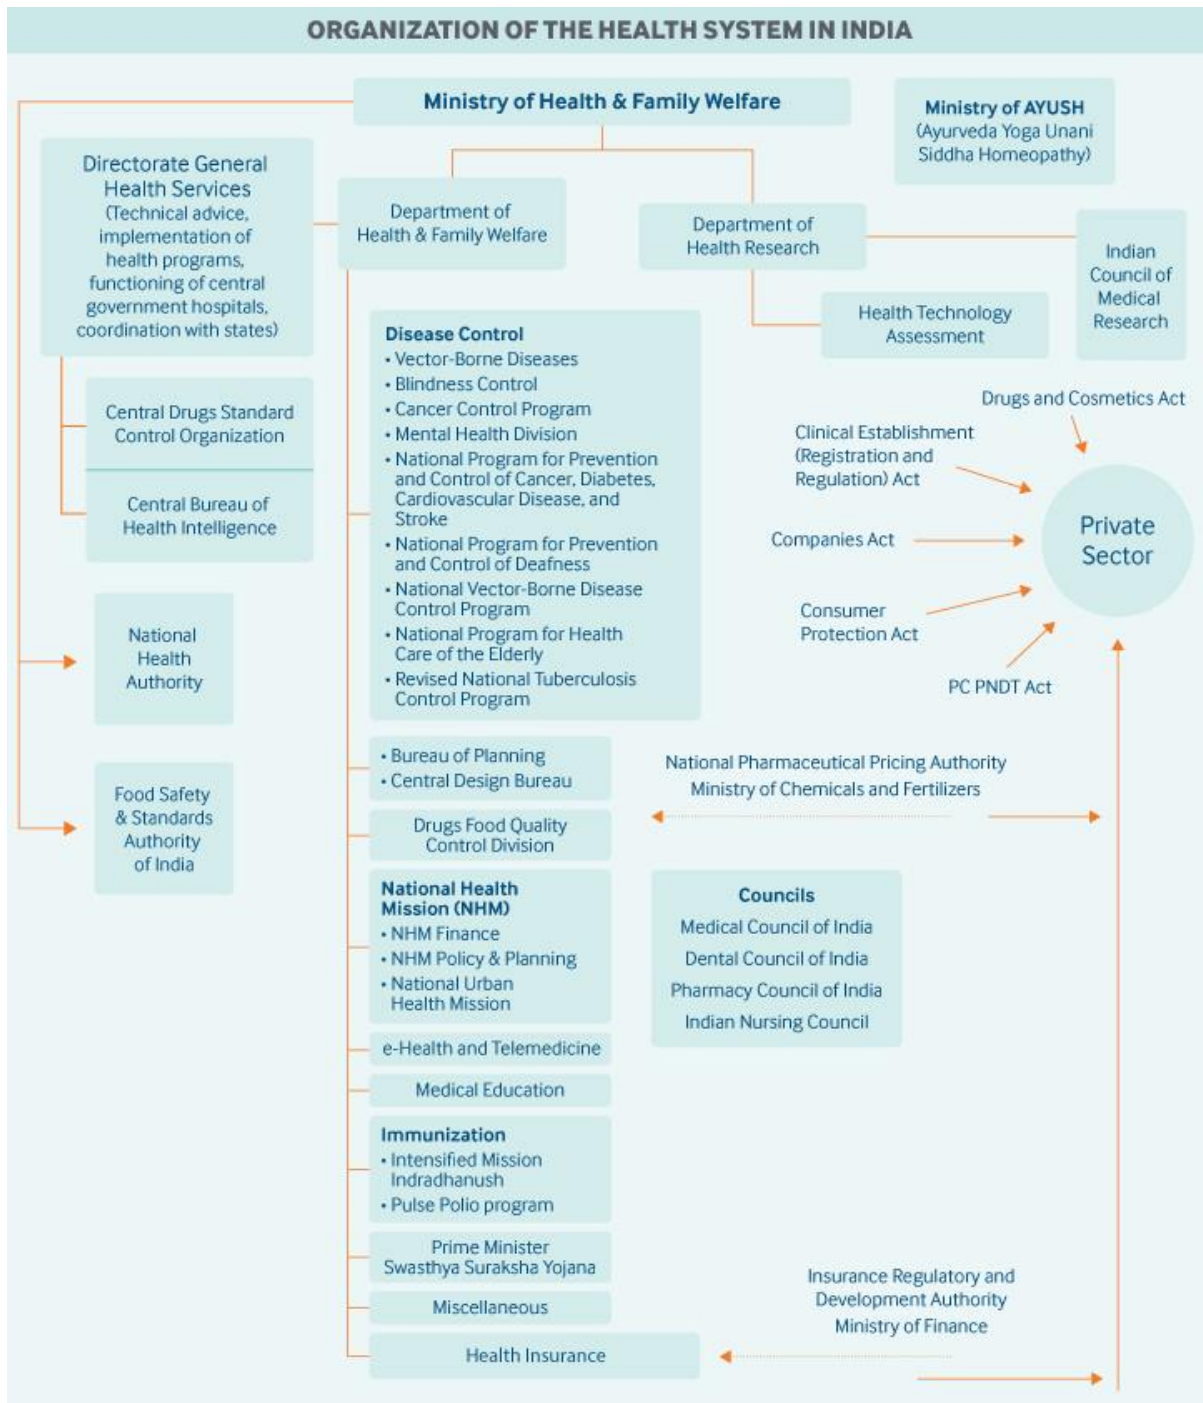 ORGANIZATION OF THE HEALTH SYSTEM IN INDIA
Ministry of Health & Family Welfare
Ministry of AYUSH
(Ayurveda Yoga Unani
Siddha Homeopathy)
Directorate General
Health Services
(Technical advice,
implementation of
health programs,
functioning of central
government hospitals,
coordination with states)
Department of
Health & Family Welfare
Department of
Health Research
Indian
Council of
Medical
Research
Health Technology
Assessment
Central Drugs Standard
Control Organization
Central Bureau of
Health Intelligence
National
Health
Authority
Food Safety
& Standards
Authority
of India
Disease Control
• Vector-Borne Diseases
• Blindness Control
• Cancer Control Program
• Mental Health Division
• National Program for Prevention
and Control of Cancer, Diabetes,
Cardiovascular Disease, and
Stroke
• National Program for Prevention
and Control of Deafness
• National Vector-Borne Disease
Control Program
• National Program for Health
Care of the Elderly
• Revised National Tuberculosis
Control Program
Drugs and Cosmetics Act
Clinical Establishment
(Registration and
Regulation) Act
Companies Act
Consumer
Protection Act
PC PNDT Act
Private
Sector
• Bureau of Planning
• Central Design Bureau
Drugs Food Quality
Control Division
National Pharmaceutical Pricing Authority
Ministry of Chemicals and Fertilizers
National Health
Mission (NHM)
• NHM Finance
• NHM Policy & Planning
• National Urban
Health Mission
Councils
Medical Council of India
Dental Council of India
Pharmacy Council of India
Indian Nursing Council
e-Health and Telemedicine
Medical Education
Immunization
• Intensified Mission
Indradhanush
• Pulse Polio program
Prime Minister
Swasthya Suraksha Yojana
Miscellaneous
Health Insurance
Insurance Regulatory and
Development Authority
Ministry of Finance